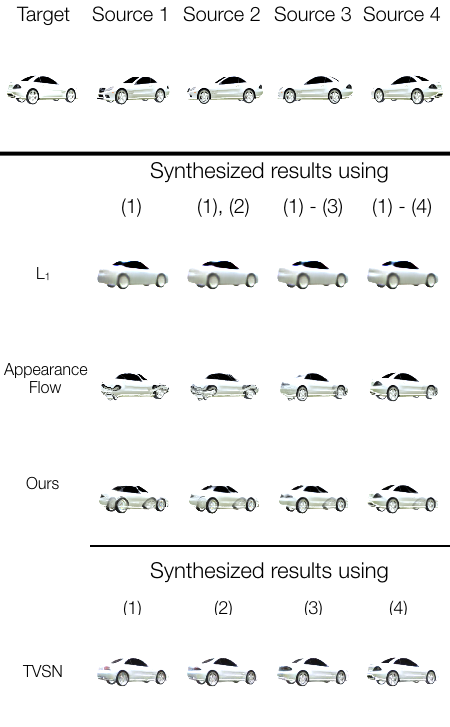 Target Source 1 Source 2 Source 3 Source 4
Synthesized results using
(1) (1), (2) (1) - (3) (1) - (4)
L₁
Appearance
Flow
Ours
Synthesized results using
(1) (2) (3) (4)
TVSN